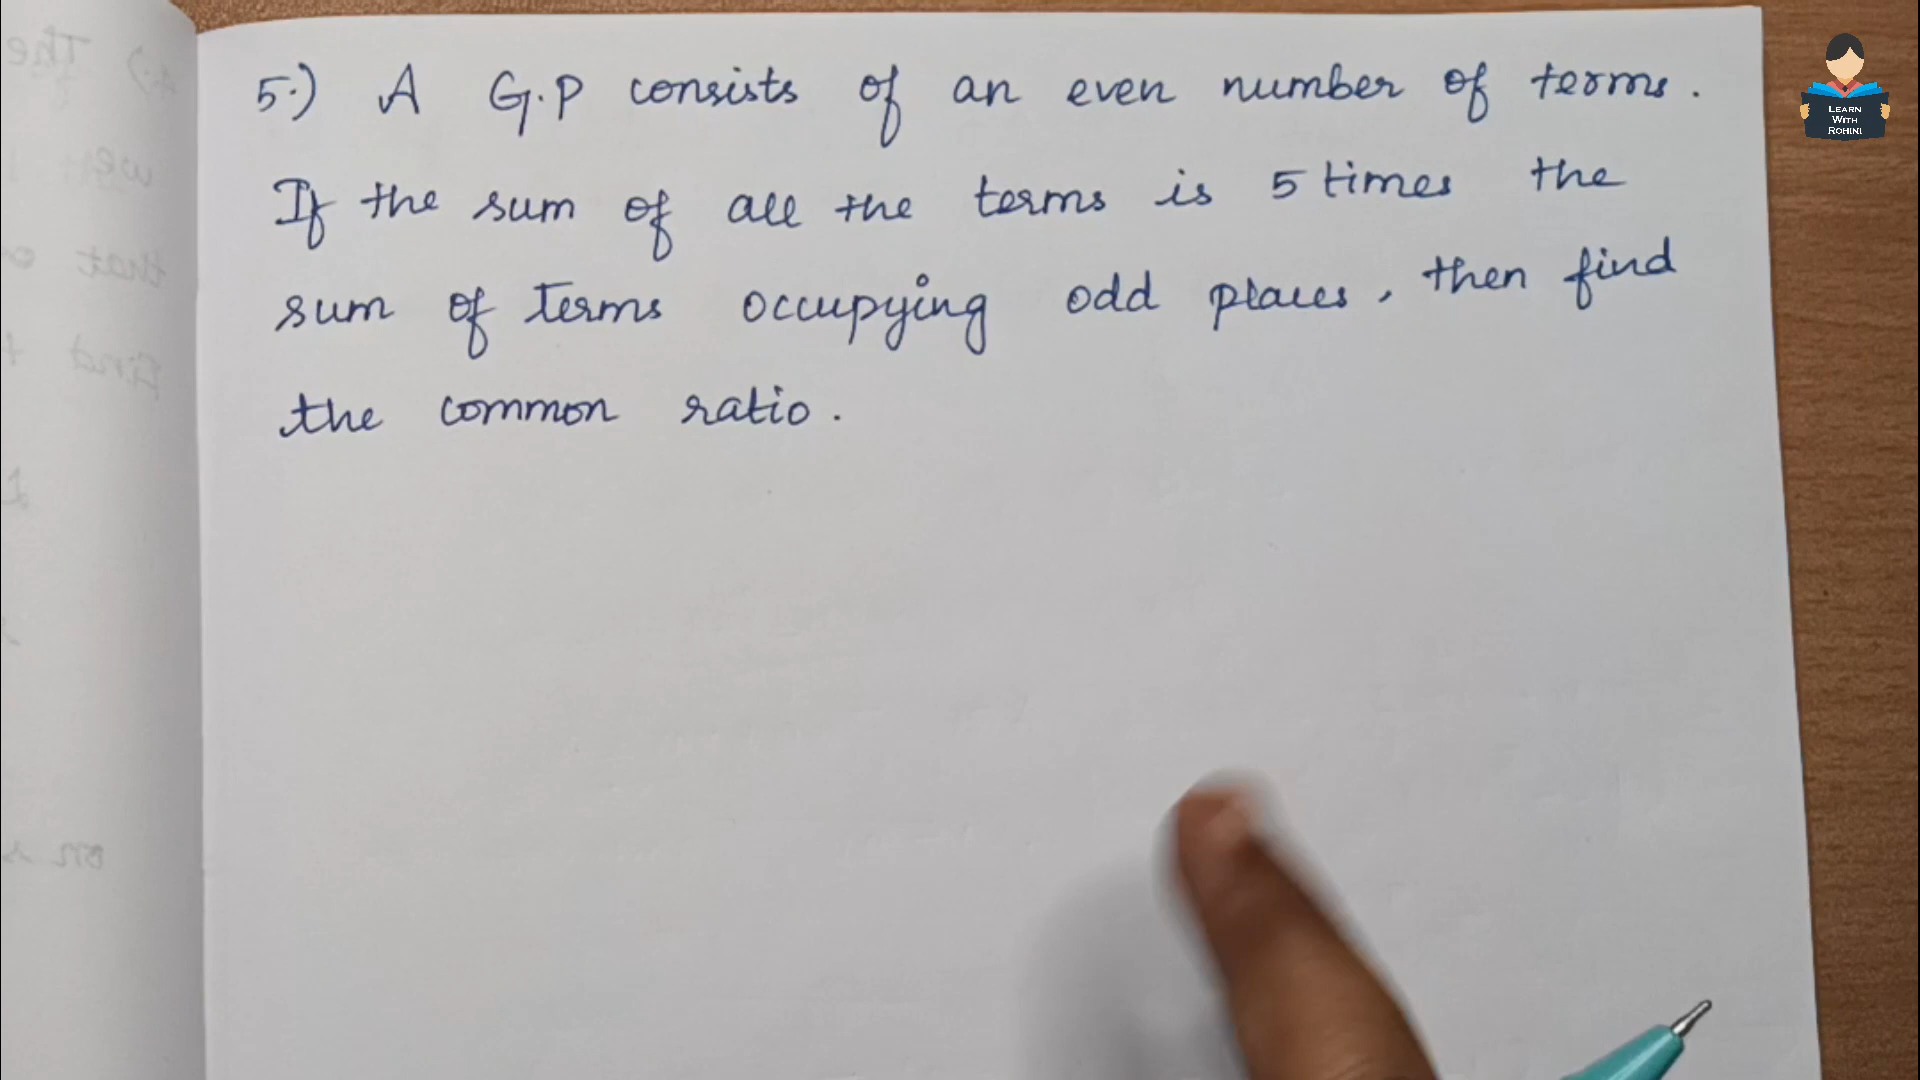 5.) A G.P consists of an even number of terms.
If the sum of all the terms is 5 times the
sum of terms occupying odd places, then find
the common ratio.
LEARN
WITH
ROHINI